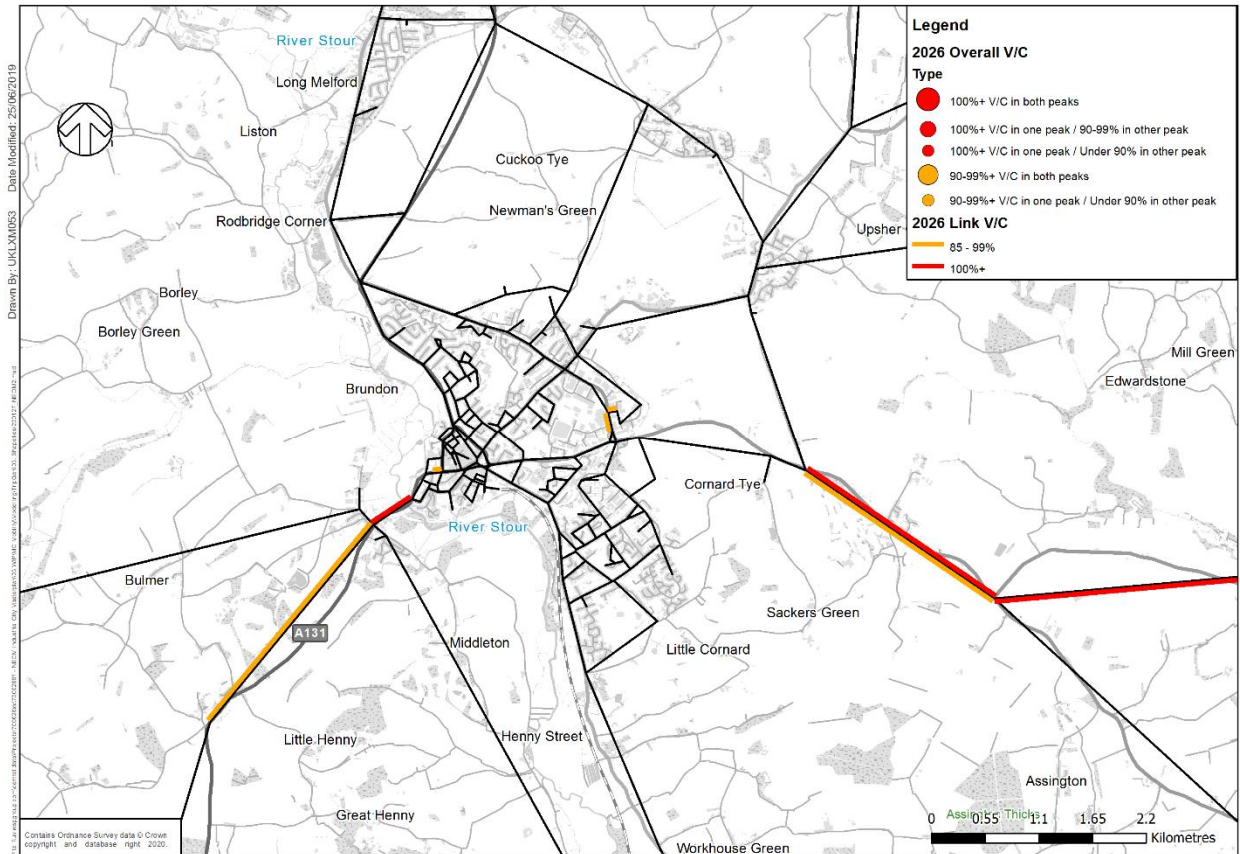 River Stour
Long Melford
Liston
Cuckoo Tye
Newman's Green
Rodbridge Corner
Upsher
Borley
Borley Green
Mill Green
Edwardstone
Brundon
Cornard Tye
River Stour
Bulmer
Sackers Green
A131
Middleton
Little Cornard
Little Henny
Henny Street
Assington
Great Henny
Assington Thicks
Workhouse Green
Legend
2026 Overall V/C
Type
100%+ V/C in both peaks
100%+ V/C in one peak / 90-99% in other peak
100%+ V/C in one peak / Under 90% in other peak
90-99%+ V/C in both peaks
90-99%+ V/C in one peak / Under 90% in other peak
2026 Link V/C
85 - 99%
100%+
0 0.55 1.1 1.65 2.2
Kilometres
Drawn By: UKLXM053 Date Modified: 25/06/2019
Contains Ordnance Survey data © Crown
copyright and database right 2020.